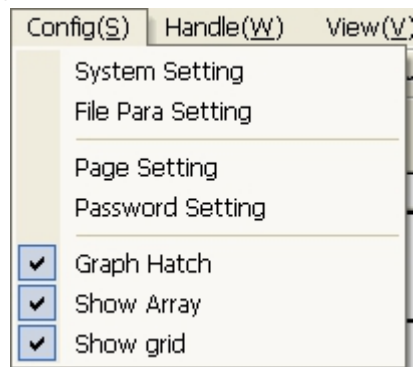 Config(S) Handle(W) View(V)
System Setting
File Para Setting
Page Setting
Password Setting
Graph Hatch
Show Array
Show grid